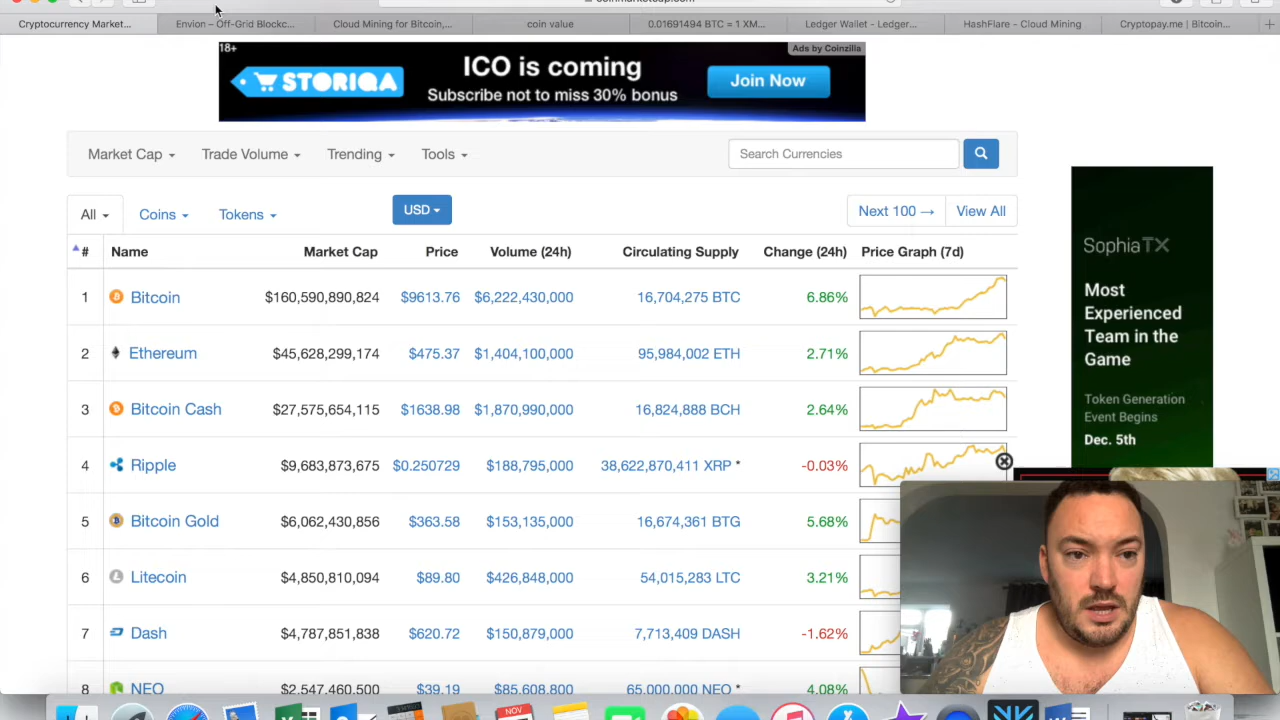 coinmarketcap.com
Cryptocurrency Market... Envion – Off-Grid Blockc... Cloud Mining for Bitcoin,... coin value 0.01691494 BTC = 1 XM... Ledger Wallet - Ledger... HashFlare - Cloud Mining Cryptopay.me | Bitcoin...
18+
STORIQA
ICO is coming
Subscribe not to miss 30% bonus
Join Now
Ads by Coinzilla
Market Cap Trade Volume Trending Tools Search Currencies
All Coins Tokens USD Next 100 → View All
# Name Market Cap Price Volume (24h) Circulating Supply Change (24h) Price Graph (7d)
1 Bitcoin $160,590,890,824 $9613.76 $6,222,430,000 16,704,275 BTC 6.86%
2 Ethereum $45,628,299,174 $475.37 $1,404,100,000 95,984,002 ETH 2.71%
3 Bitcoin Cash $27,575,654,115 $1638.98 $1,870,990,000 16,824,888 BCH 2.64%
4 Ripple $9,683,873,675 $0.250729 $188,795,000 38,622,870,411 XRP * -0.03%
5 Bitcoin Gold $6,062,430,856 $363.58 $153,135,000 16,674,361 BTG 5.68%
6 Litecoin $4,850,810,094 $89.80 $426,848,000 54,015,283 LTC 3.21%
7 Dash $4,787,851,838 $620.72 $150,879,000 7,713,409 DASH -1.62%
8 NEO $2,547,460,500 $39.19 $85,608,800 65,000,000 NEO * 4.08%
SophiaTX
Most
Experienced
Team in the
Game
Token Generation
Event Begins
Dec. 5th
NOV